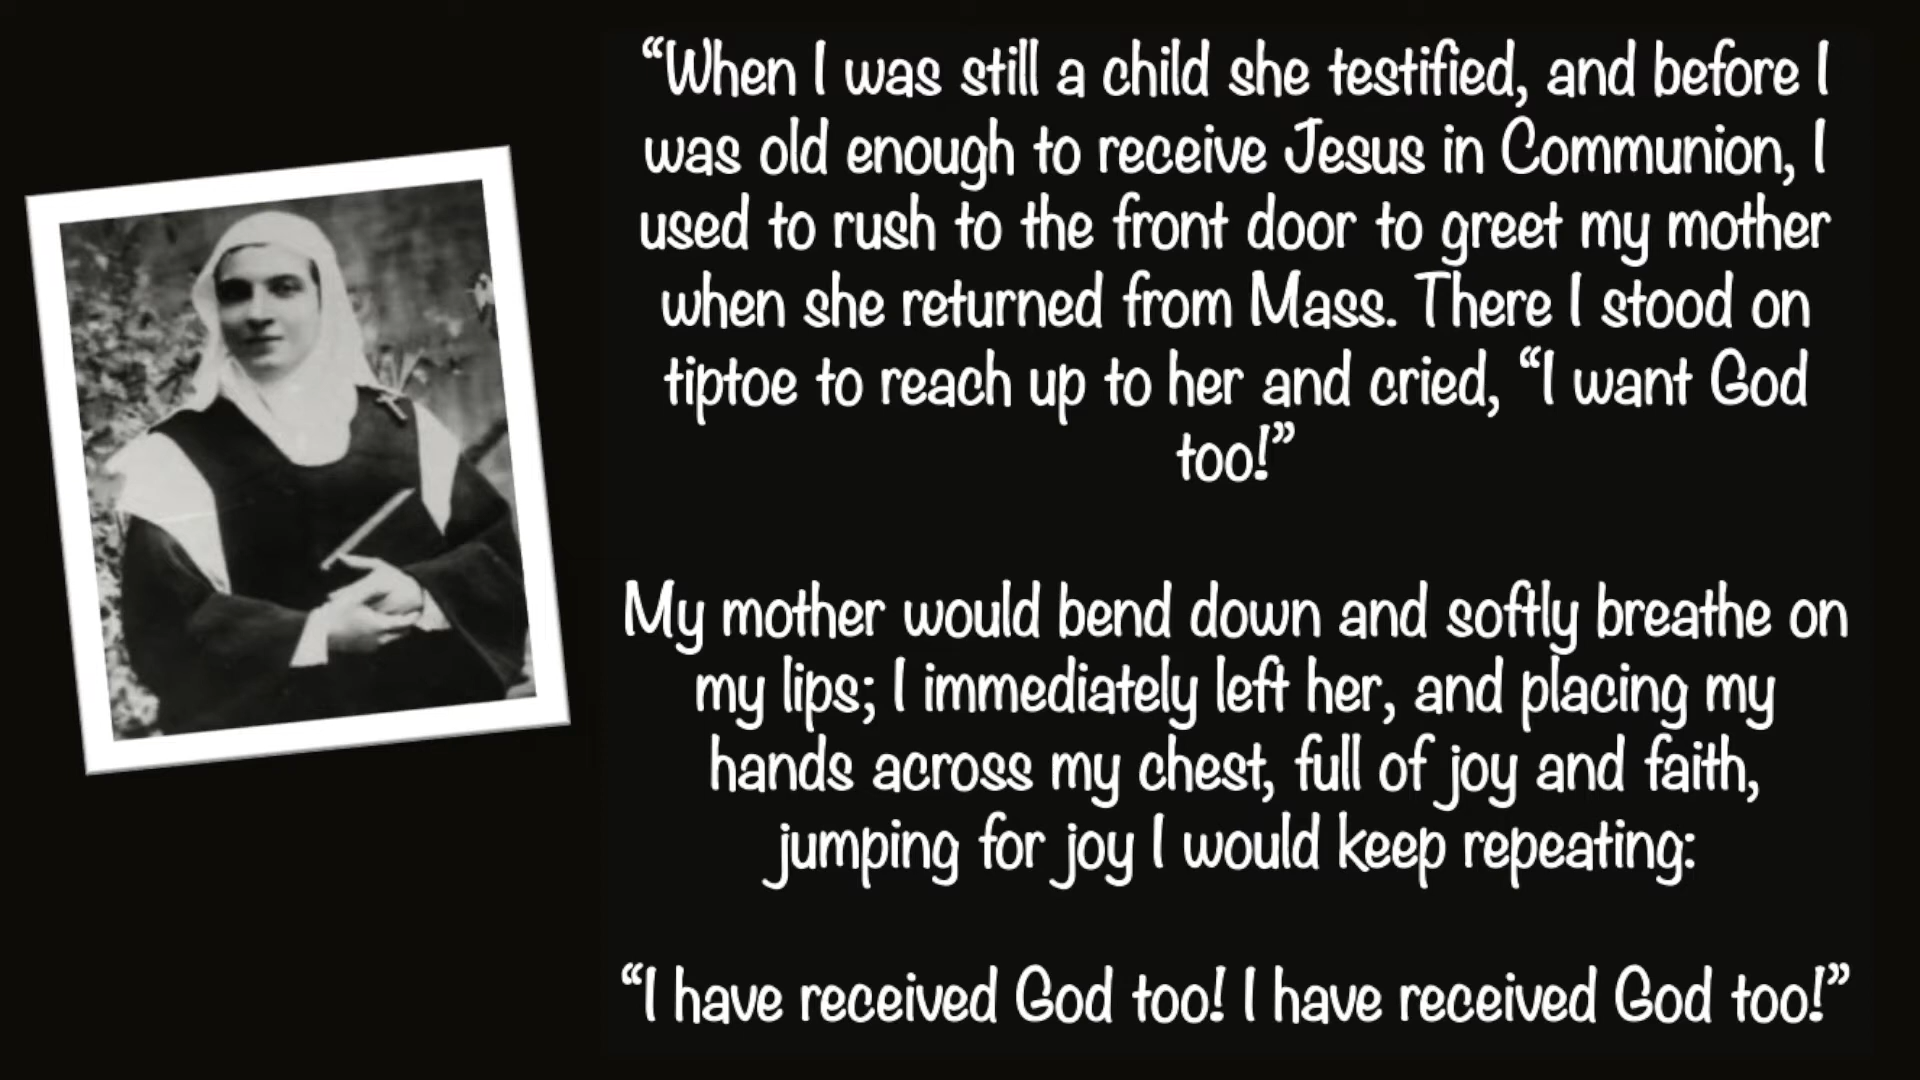 “When I was still a child she testified, and before I
was old enough to receive Jesus in Communion, I
used to rush to the front door to greet my mother
when she returned from Mass. There I stood on
tiptoe to reach up to her and cried, “I want God
too!”
My mother would bend down and softly breathe on
my lips; I immediately left her, and placing my
hands across my chest, full of joy and faith,
jumping for joy I would keep repeating:
“I have received God too! I have received God too!”